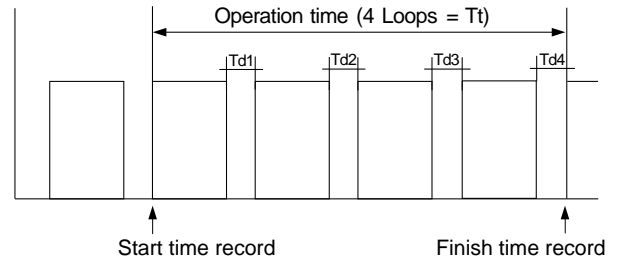 Operation time (4 Loops = Tt)
Td1 Td2 Td3 Td4
Start time record Finish time record